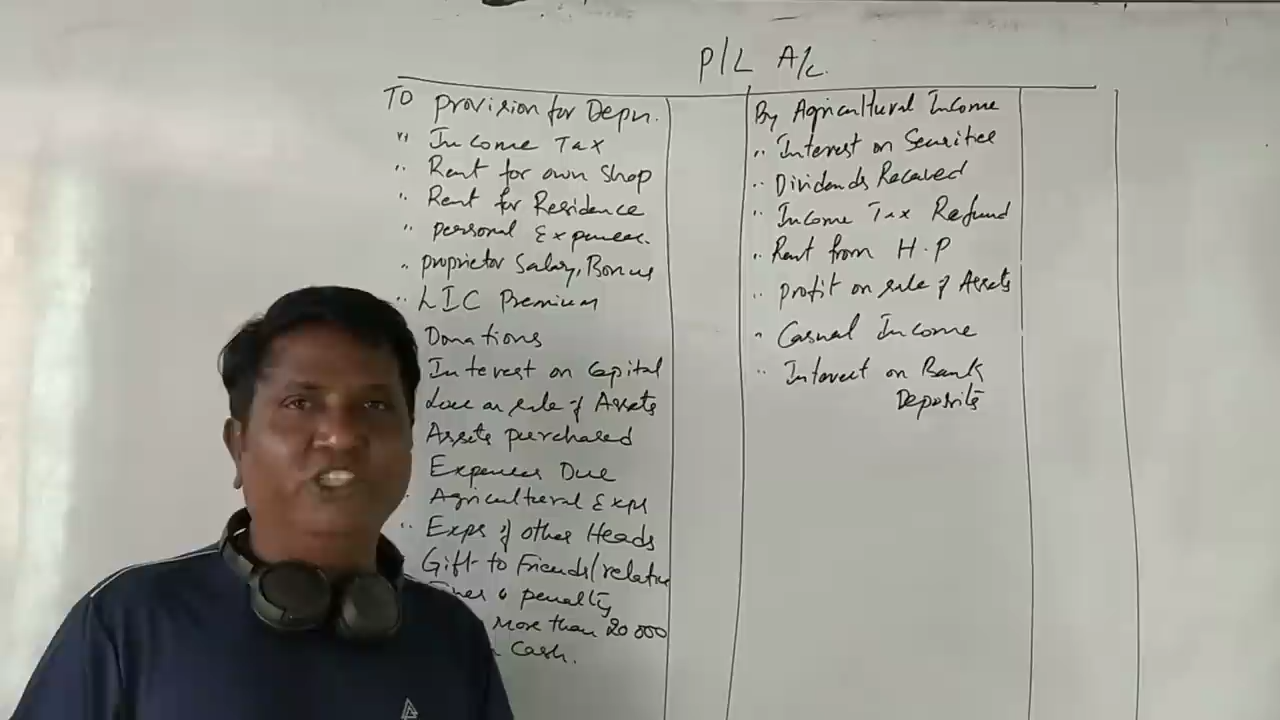 P/L A/c.
TO Provision for Depn.
" Income Tax
" Rent for own Shop
" Rent for Residence
" personal Expenses.
" proprietor Salary, Bonus
" LIC Premium
Donations
Interest on Capital
Loss on sale of Assets
Assets purchased
Expenses Due
Agricultural Exps
" Exps of other Heads
Gift to Friends/relative
& penalty
More than 20 000
Cash.
By Agricultural Income
" Interest on Securities
" Dividends Received
" Income Tax Refund
" Rent from H.P
" profit on sale of Assets
" Casual Income
" Interest on Bank
Deposits